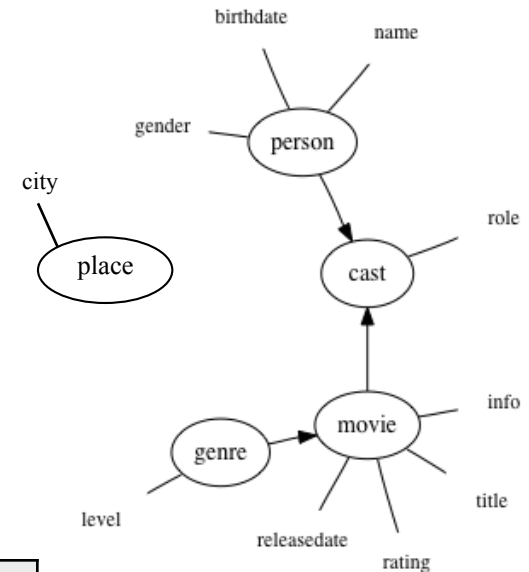 birthdate
name
gender
person
city
role
place
cast
info
movie
genre
title
level
releasedate
rating